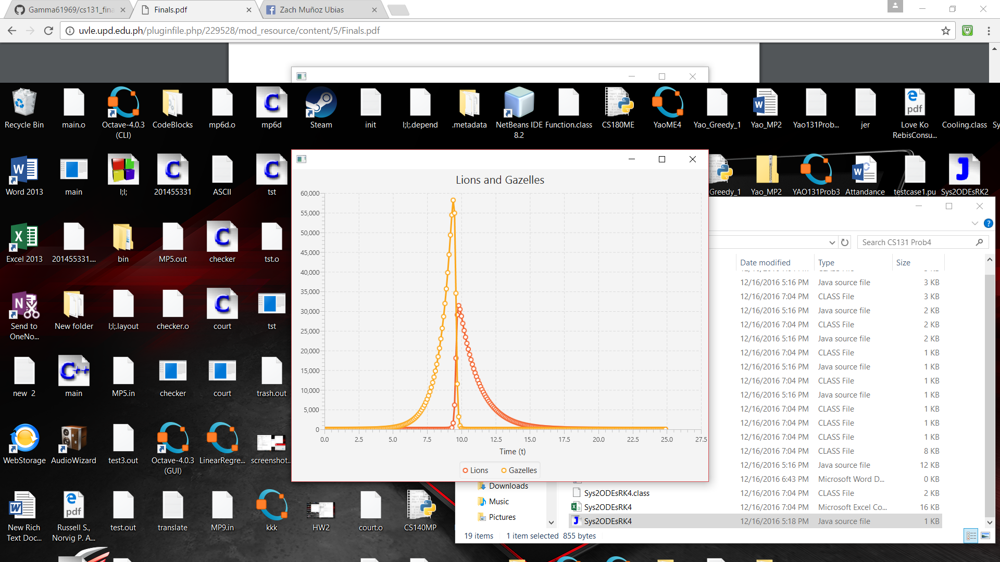 Gamma61969/cs131_fina
Finals.pdf
Zach Muñoz Ubias
uvle.upd.edu.ph/pluginfile.php/229528/mod_resource/content/5/Finals.pdf
Recycle Bin
main.o
Octave-4.0.3
(CLI)
CodeBlocks
mp6d.o
mp6d
Steam
init
l;l;.depend
.metadata
NetBeans IDE
8.2
Function.class
CS180ME
YaoME4
Yao_Greedy_1
Yao_MP2
Yao131Prob...
jer
Love Ko
RebisConsu...
Cooling.class
Sy
Word 2013
main
l;l;
201455331
ASCII
tst
_Greedy_1
Yao_MP2
YAO131Prob3
Attandance
testcase1.pu
Sys2ODEsRK2
Excel 2013
201455331....
bin
MP5.out
checker
tst.o
Send to
OneNo...
New folder
l;l;.layout
checker.o
court
tst
new 2
main
MP5.in
checker
court
trash.out
WebStorage
AudioWizard
test3.out
Octave-4.0.3
(GUI)
LinearRegre...
screenshot...
New Rich
Text Doc...
Russell S.,
Norvig P. A...
test.out
translate
MP9.in
kkk
HW2
court.o
CS140MP
Lions and Gazelles
60,000
55,000
50,000
45,000
40,000
35,000
30,000
25,000
20,000
15,000
10,000
5,000
0
0.0 2.5 5.0 7.5 10.0 12.5 15.0 17.5 20.0 22.5 25.0 27.5
Time (t)
Lions Gazelles
Search CS131 Prob4
Date modified Type Size
12/16/2016 5:16 PM Java source file 3 KB
12/16/2016 7:04 PM CLASS File 3 KB
12/16/2016 5:16 PM Java source file 2 KB
12/16/2016 7:04 PM CLASS File 2 KB
12/16/2016 5:16 PM Java source file 2 KB
12/16/2016 7:04 PM CLASS File 1 KB
12/16/2016 5:16 PM Java source file 1 KB
12/16/2016 7:04 PM CLASS File 1 KB
12/16/2016 5:16 PM Java source file 1 KB
12/16/2016 7:04 PM CLASS File 1 KB
12/16/2016 7:04 PM CLASS File 1 KB
12/16/2016 7:04 PM CLASS File 1 KB
12/16/2016 7:04 PM CLASS File 8 KB
12/16/2016 5:16 PM Java source file 12 KB
12/16/2016 6:43 PM Microsoft Word D... 0 KB
Downloads
Music
Pictures
Sys2ODEsRK4.class 12/16/2016 7:04 PM CLASS File 2 KB
Sys2ODEsRK4 12/16/2016 7:04 PM Microsoft Excel Co... 16 KB
Sys2ODEsRK4 12/16/2016 5:18 PM Java source file 1 KB
19 items 1 item selected 855 bytes